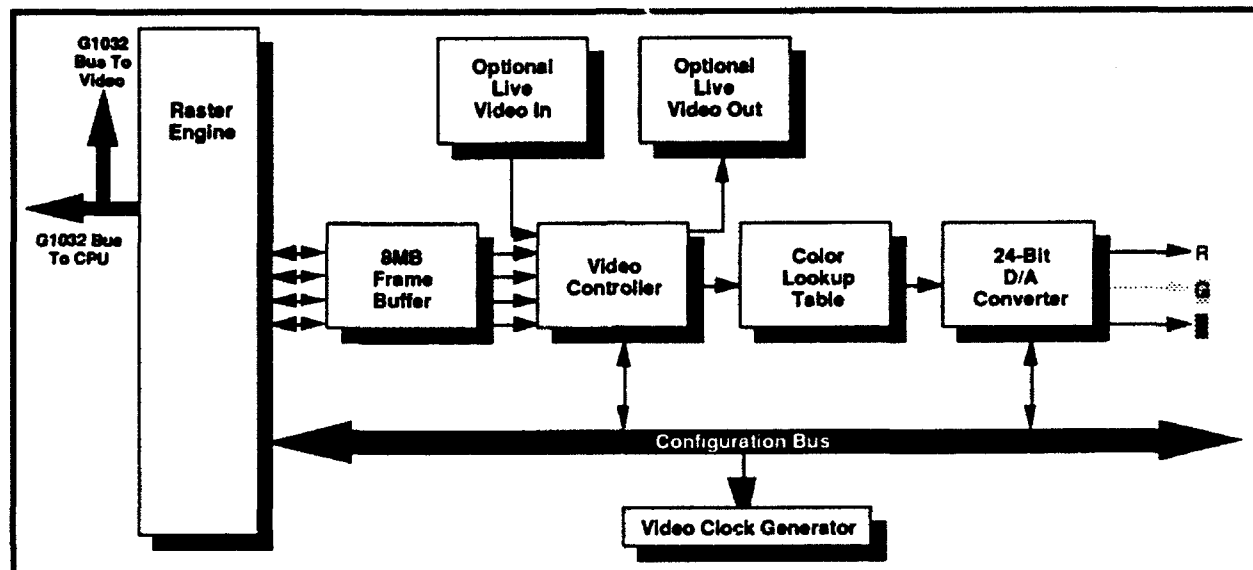 G1032
Bus To
Video
Raster
Engine
G1032 Bus
To CPU
Optional
Live
Video In
Optional
Live
Video Out
8MB
Frame
Buffer
Video
Controller
Color
Lookup
Table
24-Bit
D/A
Converter
R
G
Configuration Bus
Video Clock Generator